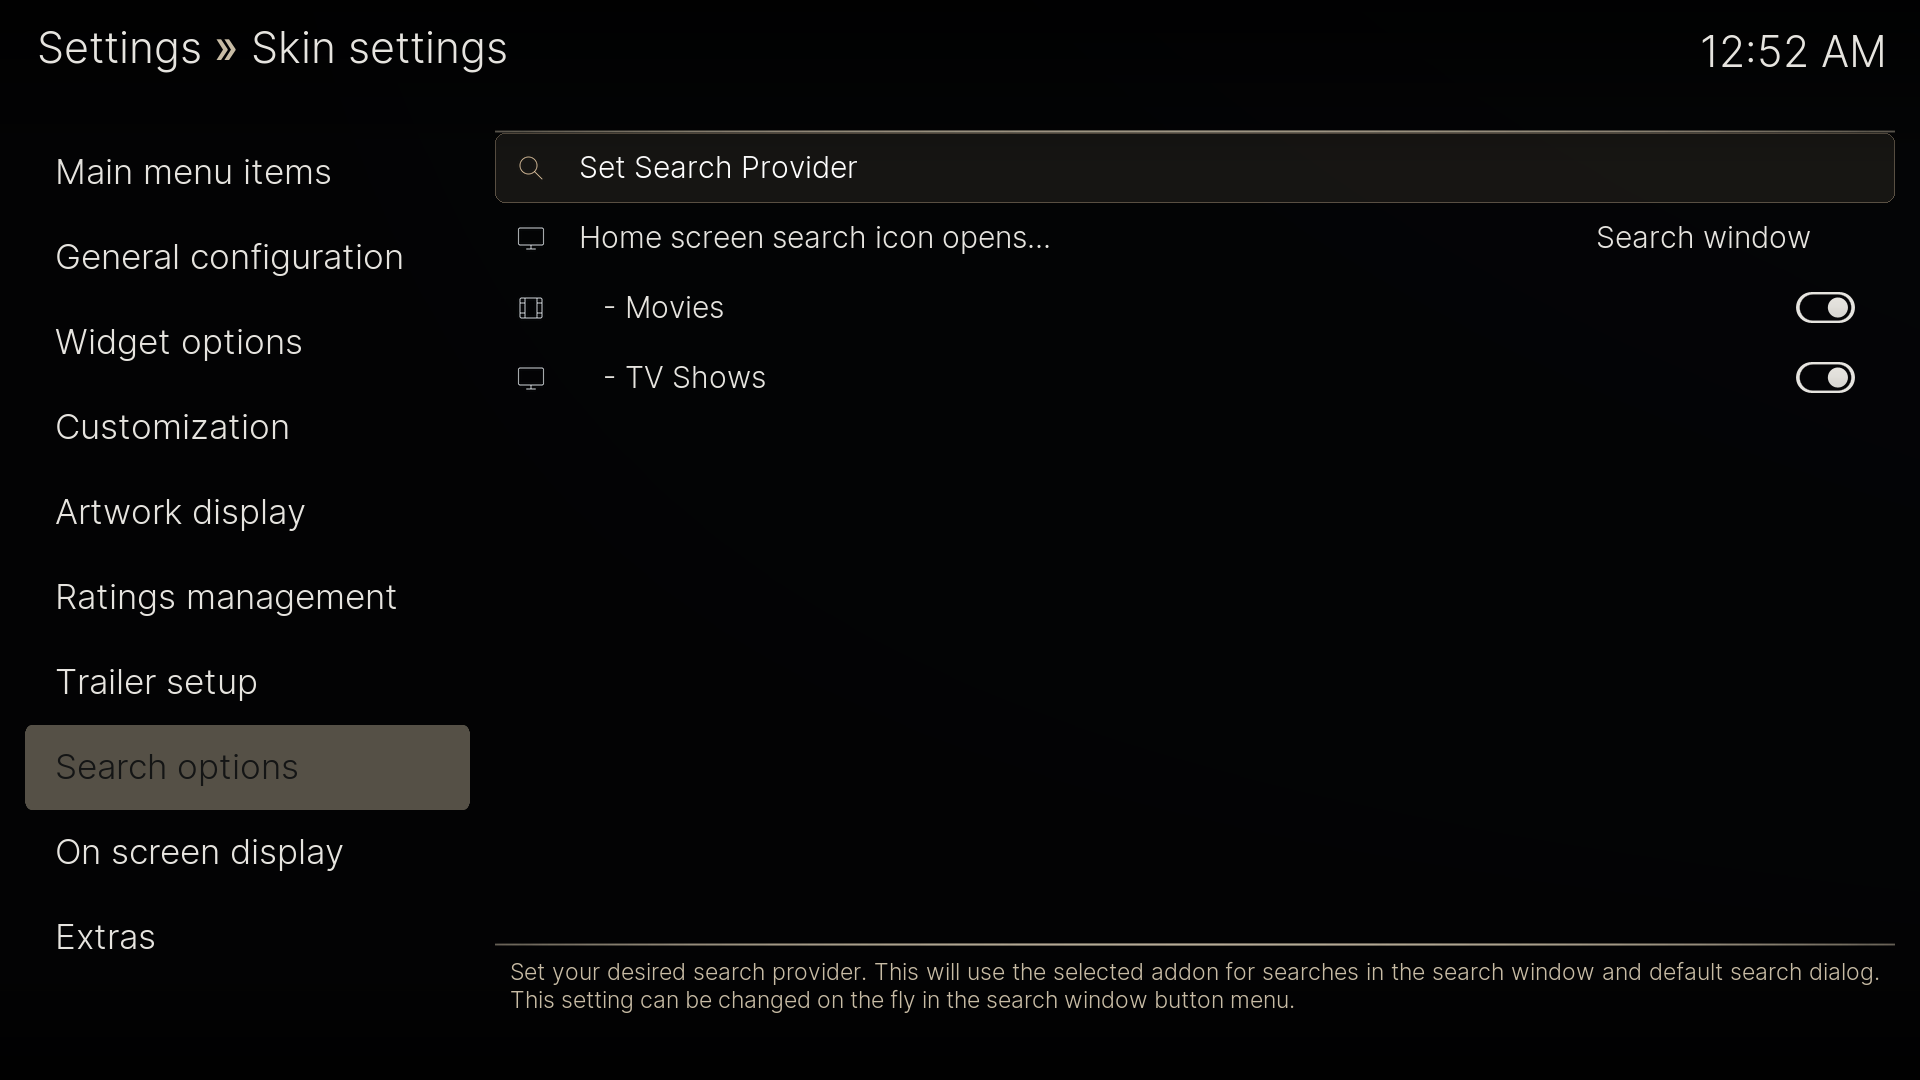 Settings » Skin settings
12:52 AM
Main menu items
General configuration
Widget options
Customization
Artwork display
Ratings management
Trailer setup
Search options
On screen display
Extras
Set Search Provider
Home screen search icon opens...
Search window
- Movies
- TV Shows
Set your desired search provider. This will use the selected addon for searches in the search window and default search dialog.
This setting can be changed on the fly in the search window button menu.